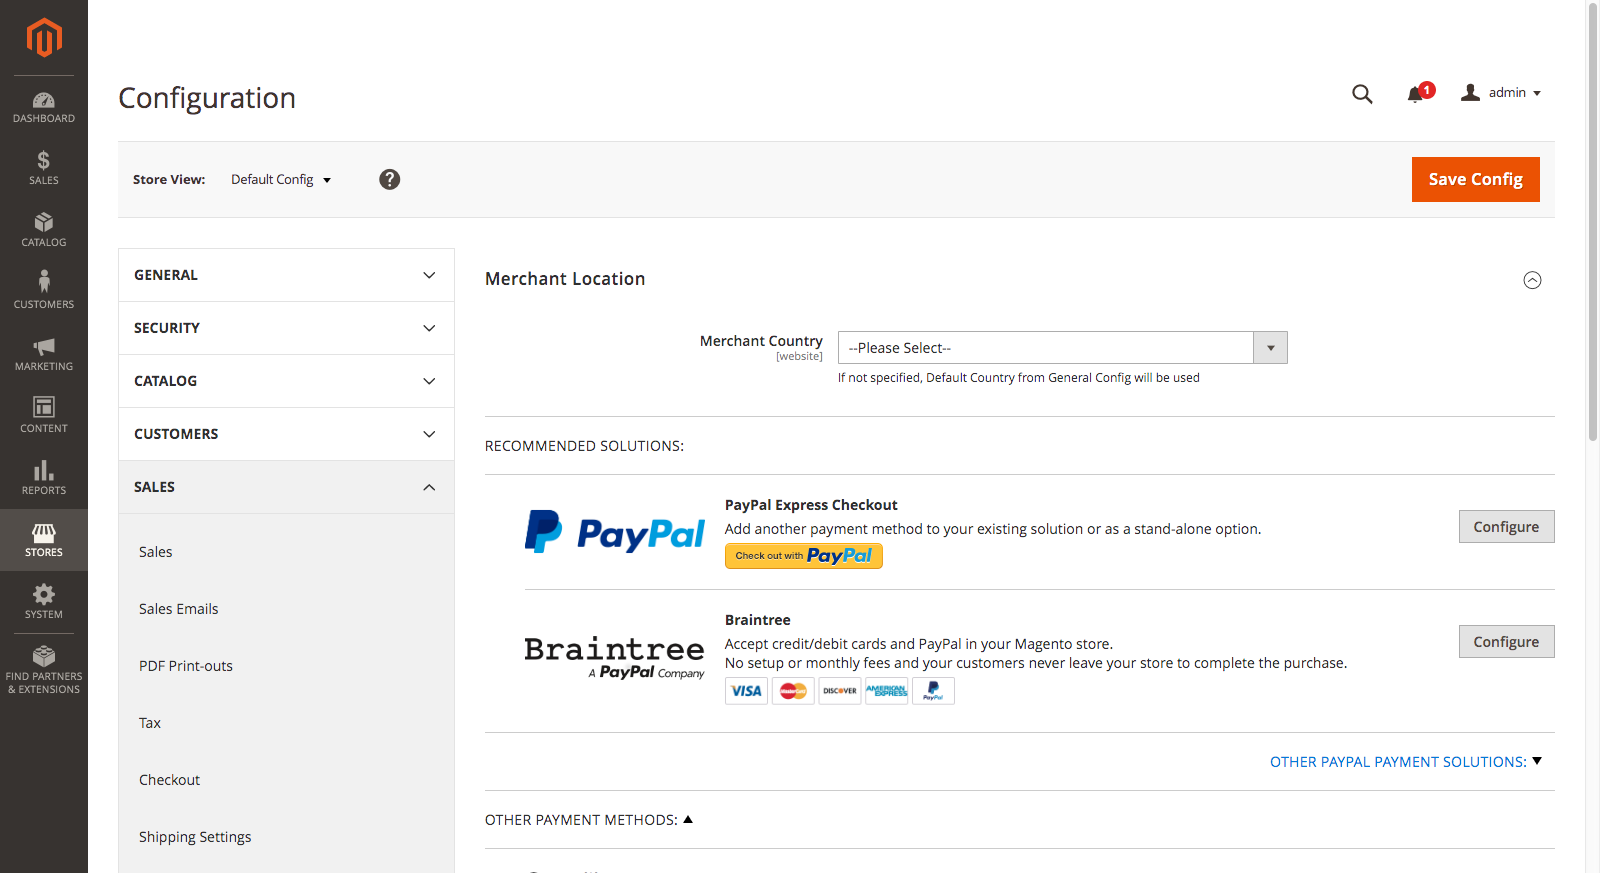 DASHBOARD
SALES
CATALOG
CUSTOMERS
MARKETING
CONTENT
REPORTS
STORES
SYSTEM
FIND PARTNERS
& EXTENSIONS
Configuration
1
admin
Store View:
Default Config
?
Save Config
GENERAL
SECURITY
CATALOG
CUSTOMERS
SALES
Sales
Sales Emails
PDF Print-outs
Tax
Checkout
Shipping Settings
Merchant Location
Merchant Country
[website]
--Please Select--
If not specified, Default Country from General Config will be used
RECOMMENDED SOLUTIONS:
PayPal
PayPal Express Checkout
Add another payment method to your existing solution or as a stand-alone option.
Check out with PayPal
Configure
Braintree
A PayPal Company
Braintree
Accept credit/debit cards and PayPal in your Magento store.
No setup or monthly fees and your customers never leave your store to complete the purchase.
VISA MasterCard DISCOVER AMERICAN EXPRESS PayPal
Configure
OTHER PAYPAL PAYMENT SOLUTIONS:
OTHER PAYMENT METHODS: